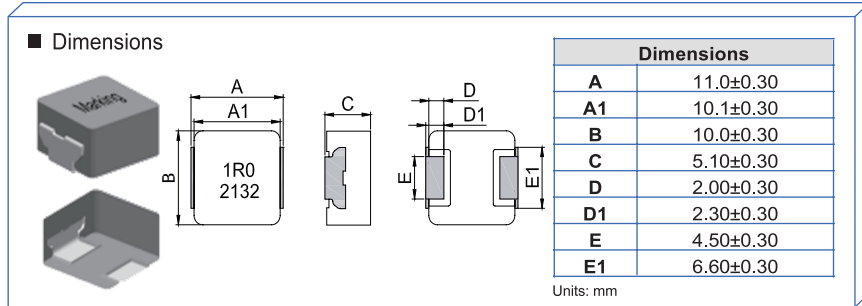 ■ Dimensions
Marking
A
A1
B
1R0
2132
C
D
D1
E
E1
Dimensions
A 11.0±0.30
A1 10.1±0.30
B 10.0±0.30
C 5.10±0.30
D 2.00±0.30
D1 2.30±0.30
E 4.50±0.30
E1 6.60±0.30
Units: mm